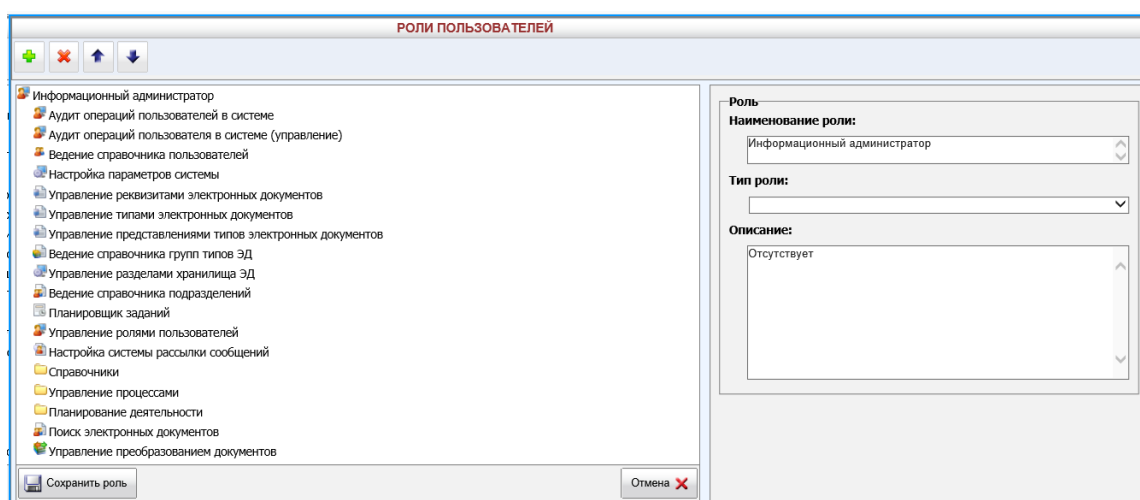 РОЛИ ПОЛЬЗОВАТЕЛЕЙ
Информационный администратор
Аудит операций пользователей в системе
Аудит операций пользователя в системе (управление)
Ведение справочника пользователей
Настройка параметров системы
Управление реквизитами электронных документов
Управление типами электронных документов
Управление представлениями типов электронных документов
Ведение справочника групп типов ЭД
Управление разделами хранилища ЭД
Ведение справочника подразделений
Планировщик заданий
Управление ролями пользователей
Настройка системы рассылки сообщений
Справочники
Управление процессами
Планирование деятельности
Поиск электронных документов
Управление преобразованием документов
Сохранить роль
Отмена
Роль
Наименование роли:
Информационный администратор
Тип роли:
Описание:
Отсутствует